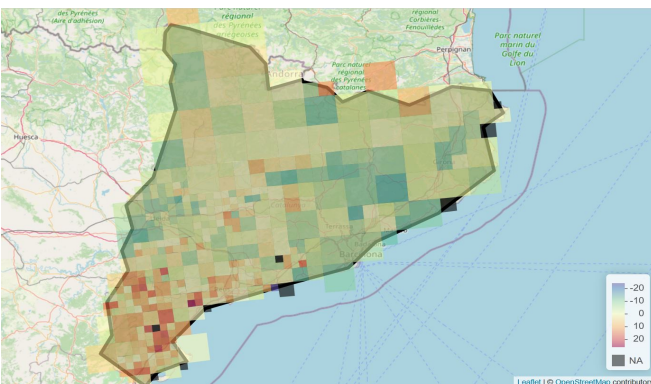 des Pyrénées
(Aire d'adhésion)
régional
des Pyrénées
ariégeoises
régional
Corbières-
Fenouillèdes
Perpignan
Parc naturel
marin du
Golfe du
Lion
Andorra
Parc naturel
régional
des Pyrénées
catalanes
Huesca
Barcelona
-20
-10
0
10
20
NA
Leaflet | © OpenStreetMap contributors